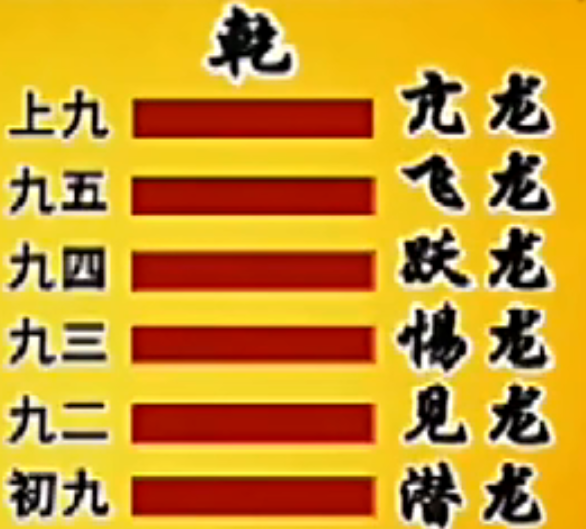 乾
上九 亢龙
九五 飞龙
九四 跃龙
九三 惕龙
九二 见龙
初九 潜龙